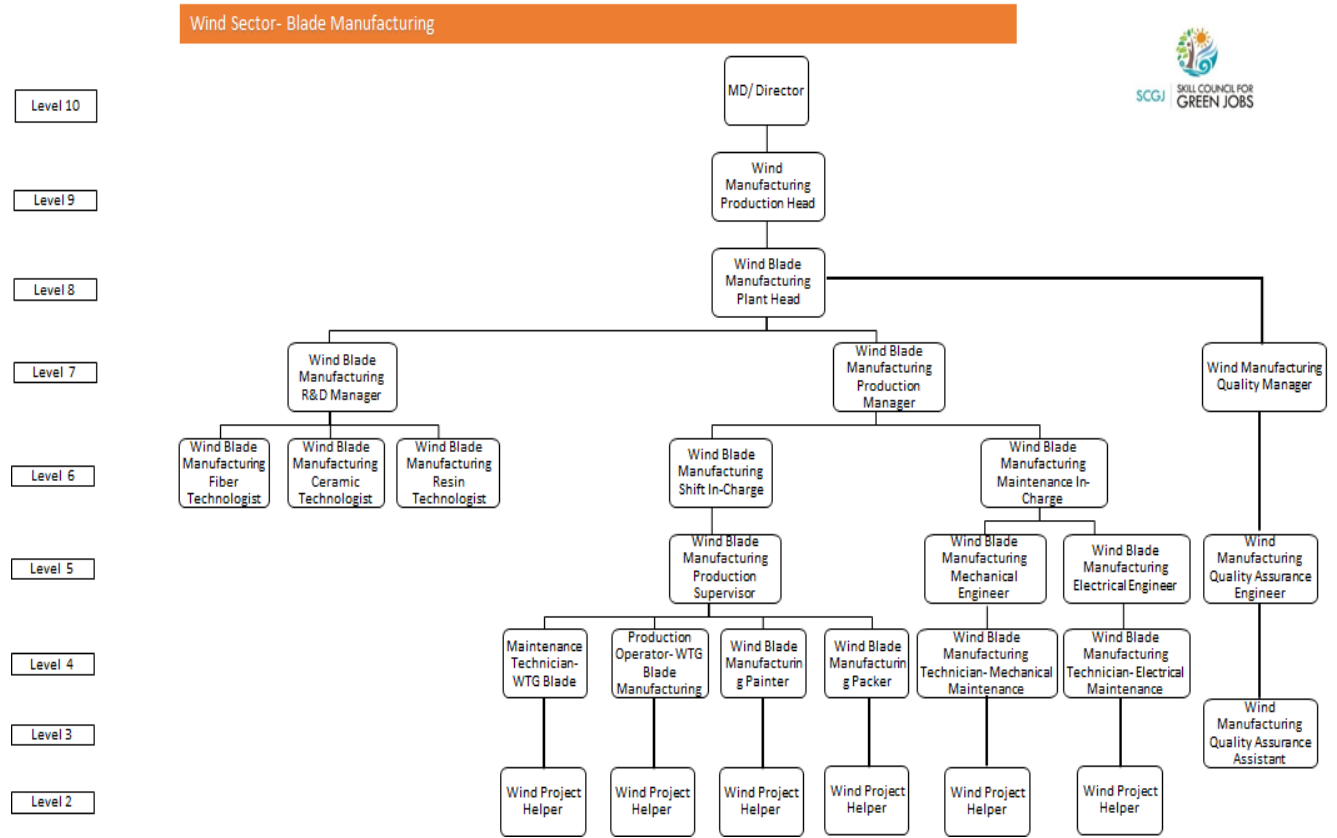 Wind Sector- Blade Manufacturing
SCGJ
SKILL COUNCIL FOR
GREEN JOBS
Level 10
MD/ Director
Level 9
Wind
Manufacturing
Production Head
Level 8
Wind Blade
Manufacturing
Plant Head
Level 7
Wind Blade
Manufacturing
R&D Manager
Wind Blade
Manufacturing
Production
Manager
Wind Manufacturing
Quality Manager
Level 6
Wind Blade
Manufacturing
Fiber
Technologist
Wind Blade
Manufacturing
Ceramic
Technologist
Wind Blade
Manufacturing
Resin
Technologist
Wind Blade
Manufacturing
Shift In-Charge
Wind Blade
Manufacturing
Maintenance In-
Charge
Level 5
Wind Blade
Manufacturing
Production
Supervisor
Wind Blade
Manufacturing
Mechanical
Engineer
Wind Blade
Manufacturing
Electrical Engineer
Wind
Manufacturing
Quality Assurance
Engineer
Level 4
Maintenance
Technician-
WTG Blade
Production
Operator- WTG
Blade
Manufacturing
Wind Blade
Manufacturin
g Painter
Wind Blade
Manufacturin
g Packer
Wind Blade
Manufacturing
Technician- Mechanical
Maintenance
Wind Blade
Manufacturing
Technician- Electrical
Maintenance
Level 3
Wind
Manufacturing
Quality Assurance
Assistant
Level 2
Wind Project
Helper
Wind Project
Helper
Wind Project
Helper
Wind Project
Helper
Wind Project
Helper
Wind Project
Helper